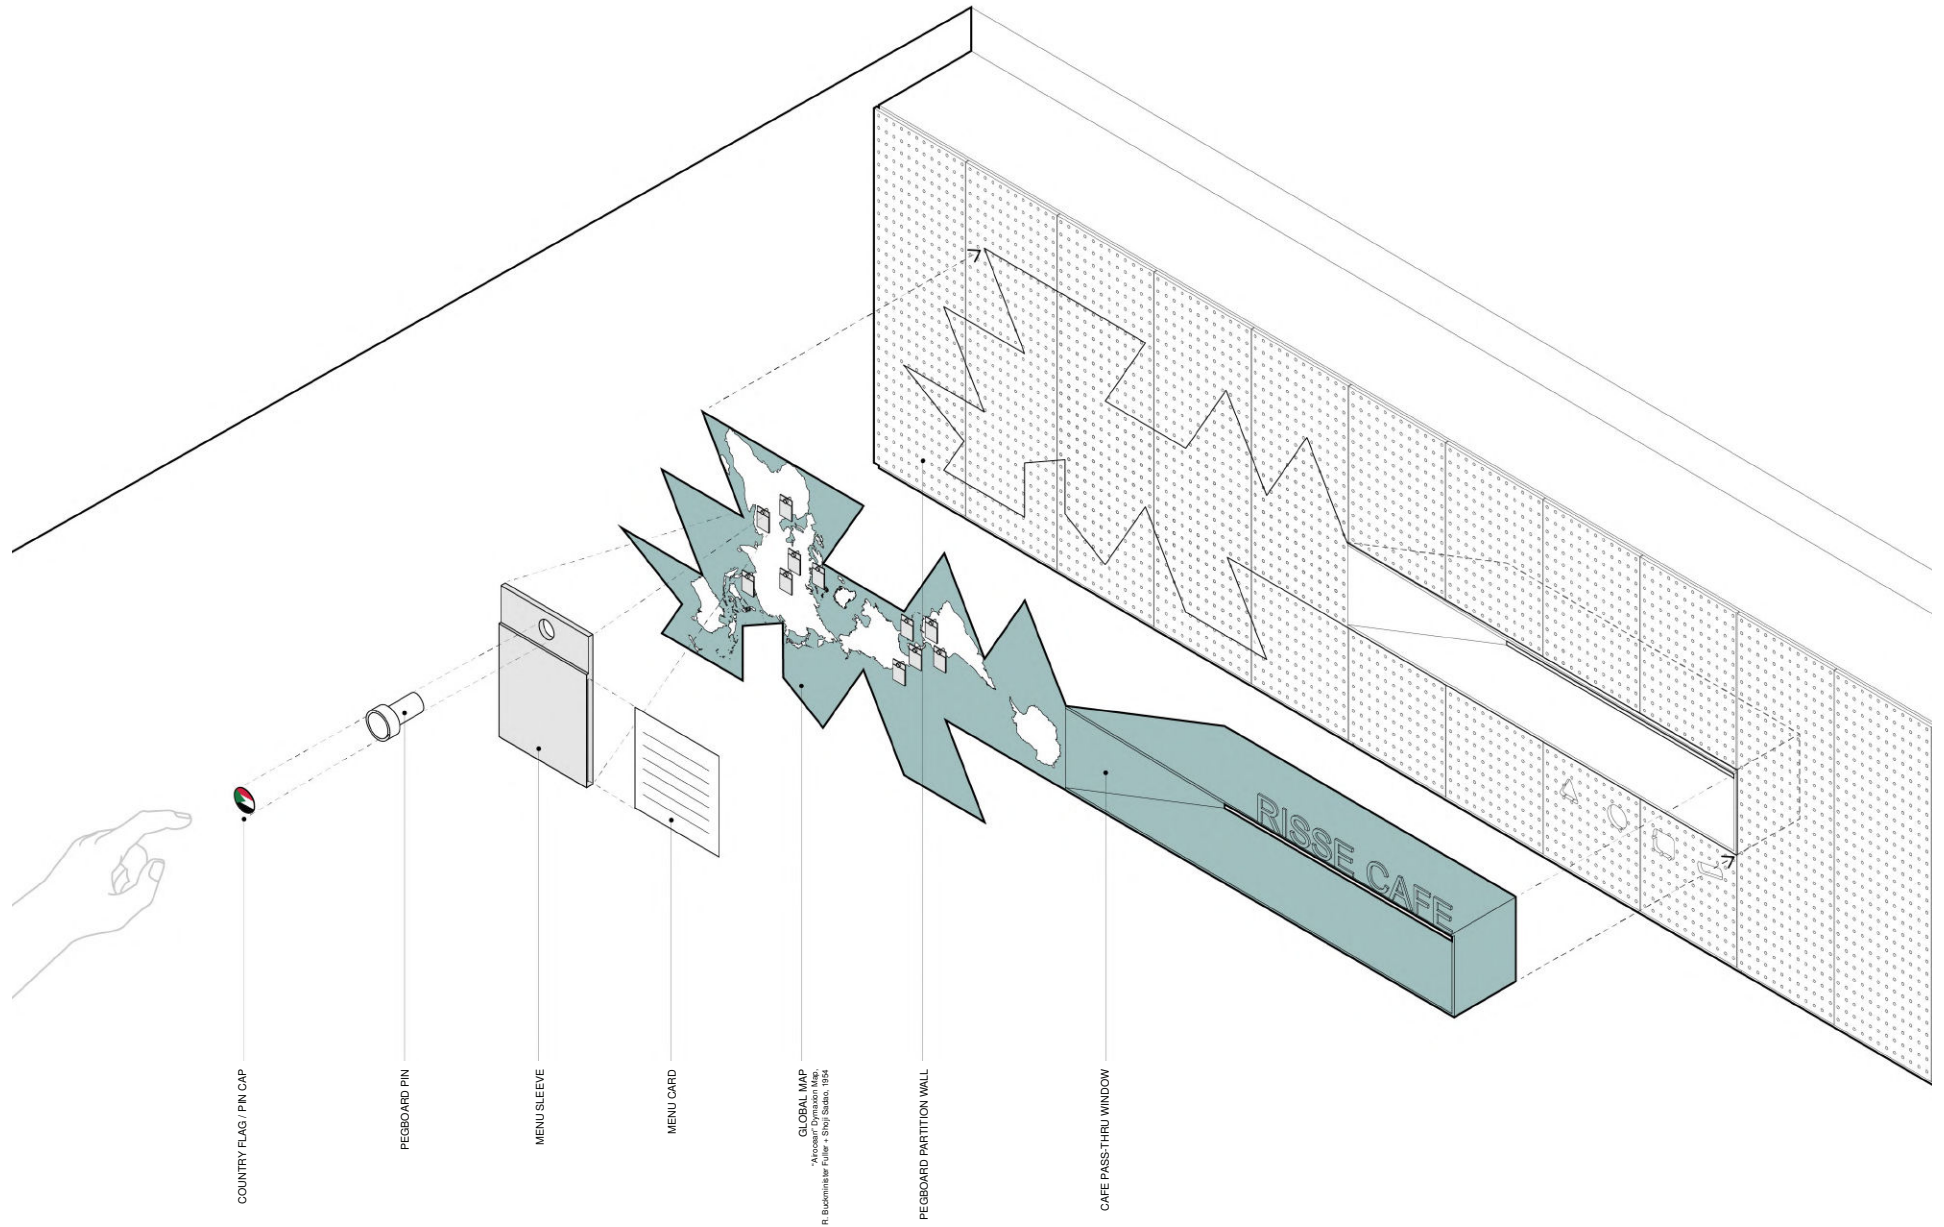 RISSE CAFE
COUNTRY FLAG / PIN CAP
PEGBOARD PIN
MENU SLEEVE
MENU CARD
GLOBAL MAP
"Airocean" Dymaxion Map,
R. Buckminister Fuller + Shoji Sadao. 1954
PEGBOARD PARTITION WALL
CAFE PASS-THRU WINDOW